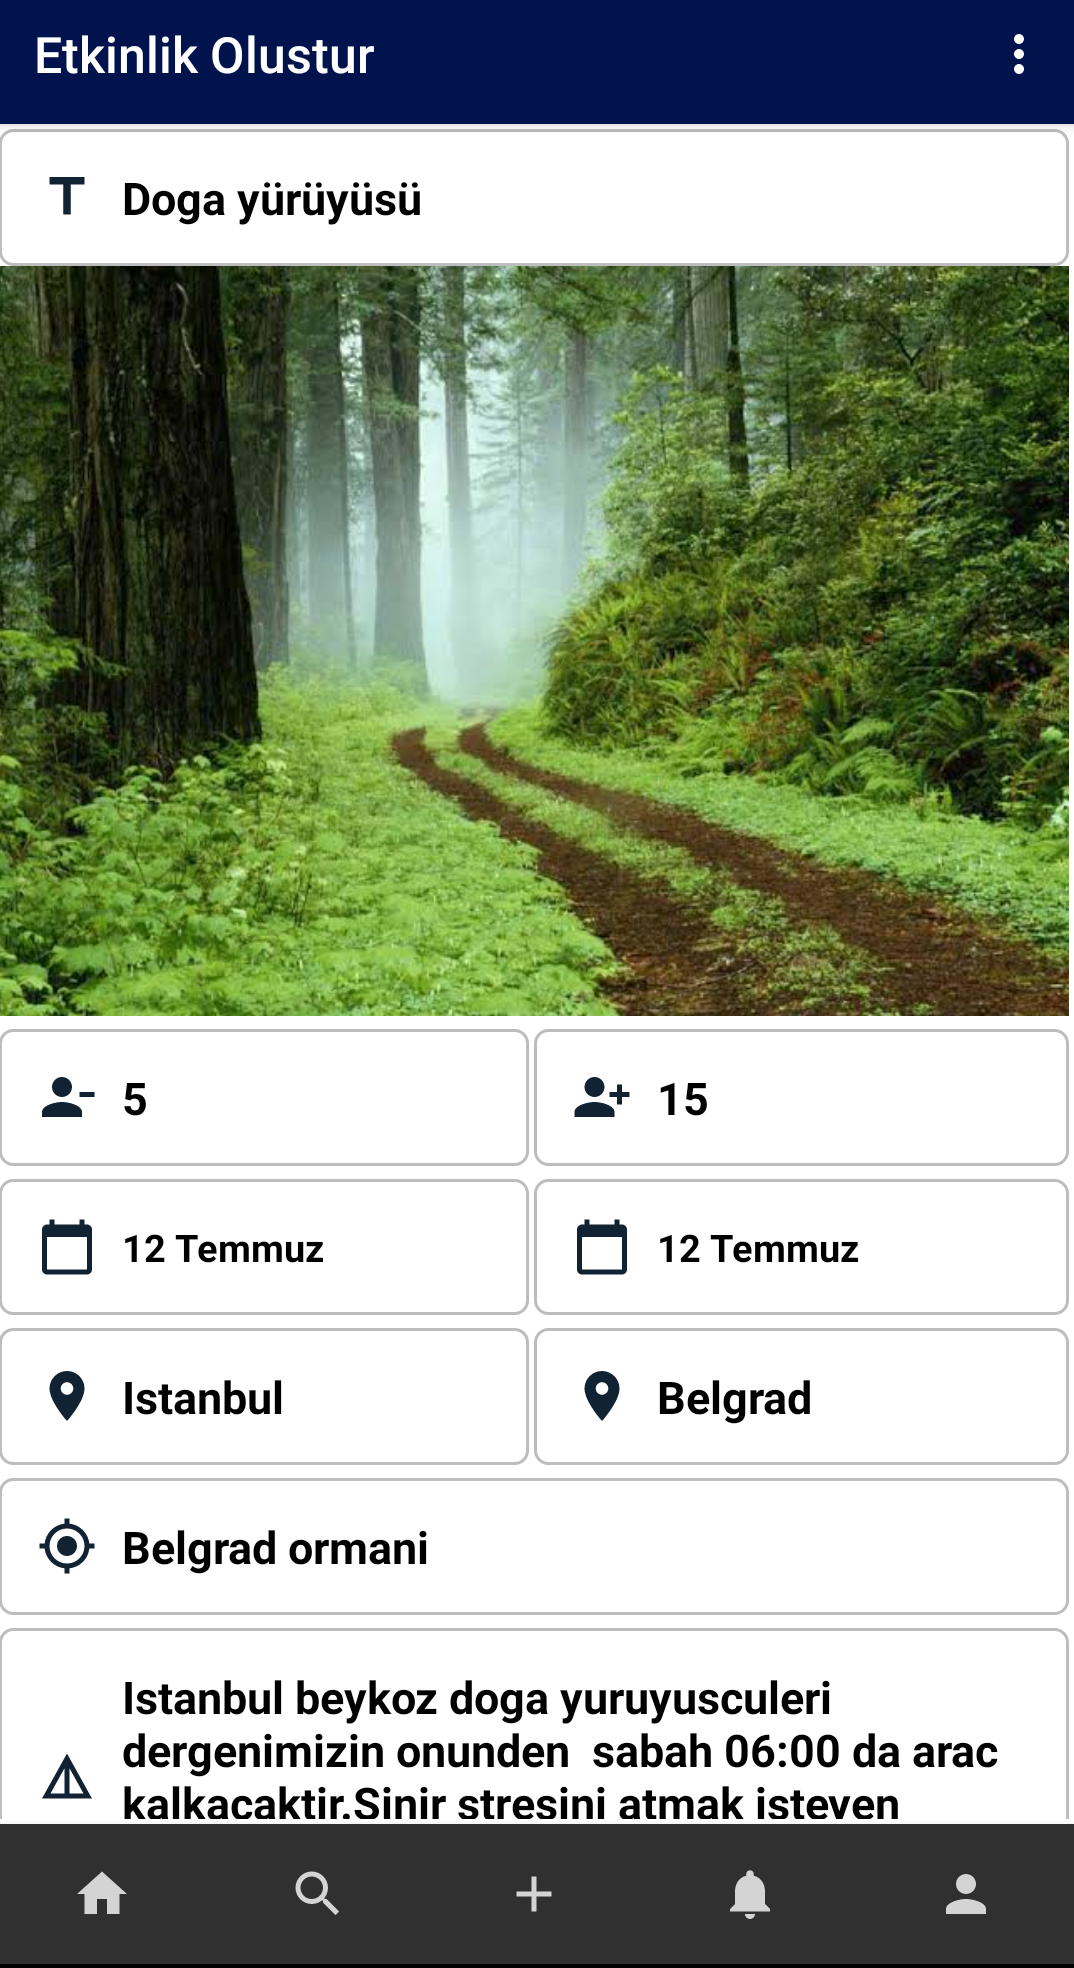 Etkinlik Olustur
Doga yürüyüsü
5
15
12 Temmuz
12 Temmuz
Istanbul
Belgrad
Belgrad ormani
Istanbul beykoz doga yuruyusculeri
dergenimizin onunden  sabah 06:00 da arac
kalkacaktir.Sinir stresini atmak isteyen